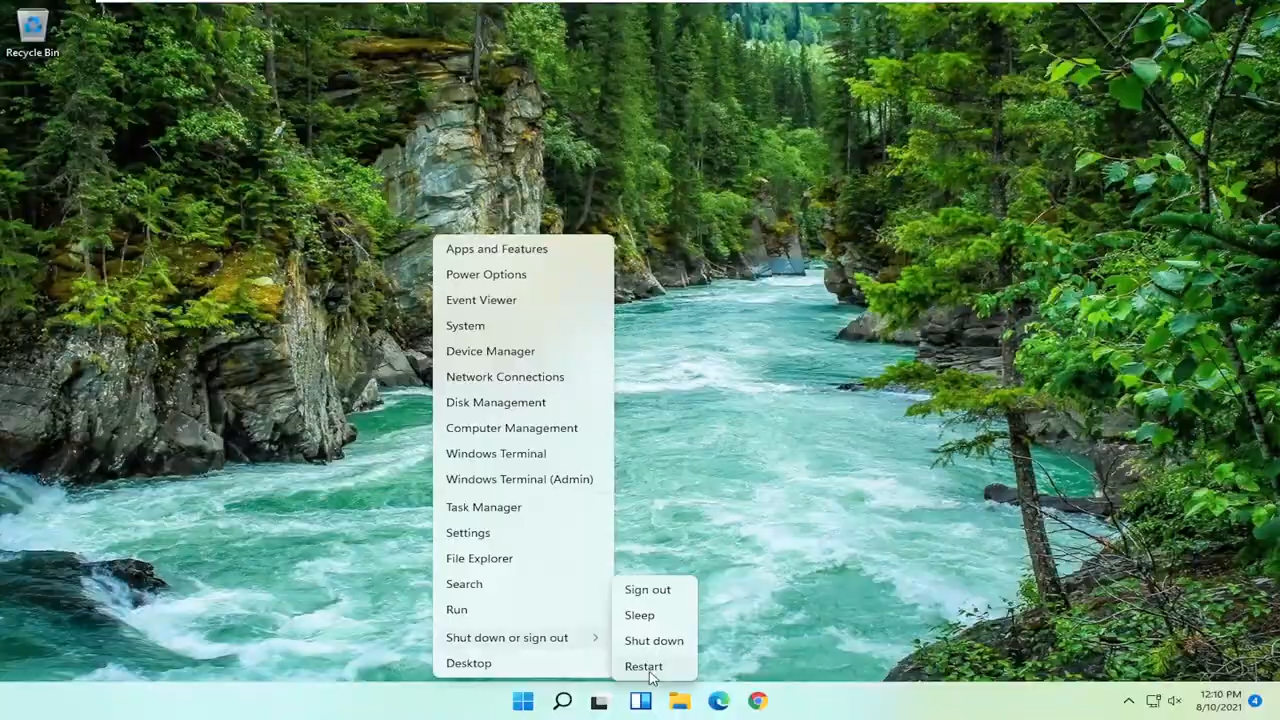 Recycle Bin
Apps and Features
Power Options
Event Viewer
System
Device Manager
Network Connections
Disk Management
Computer Management
Windows Terminal
Windows Terminal (Admin)
Task Manager
Settings
File Explorer
Search
Run
Shut down or sign out
Desktop
Sign out
Sleep
Shut down
Restart
12:10 PM
8/10/2021
4